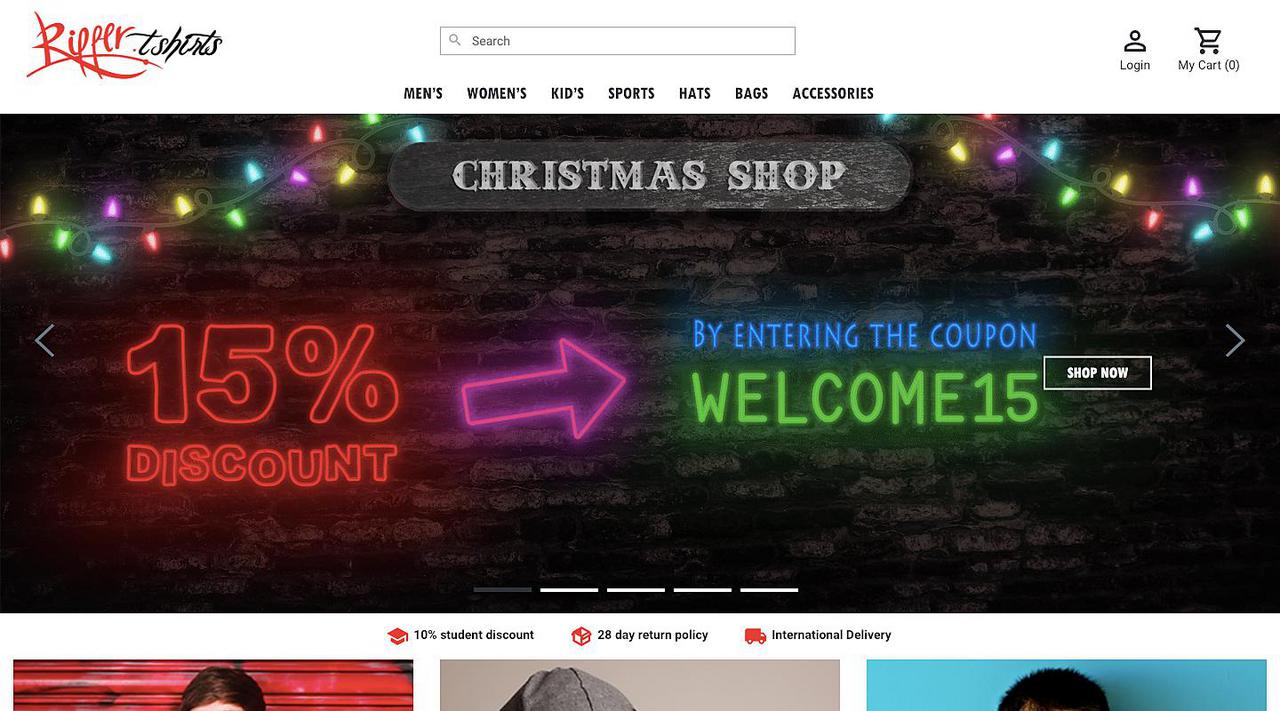 Ripper tshirts
Search
Login
My Cart (0)
MEN'S WOMEN'S KID'S SPORTS HATS BAGS ACCESSORIES
CHRISTMAS SHOP
15%
DISCOUNT
BY ENTERING THE COUPON
WELCOME15
SHOP NOW
10% student discount 28 day return policy International Delivery